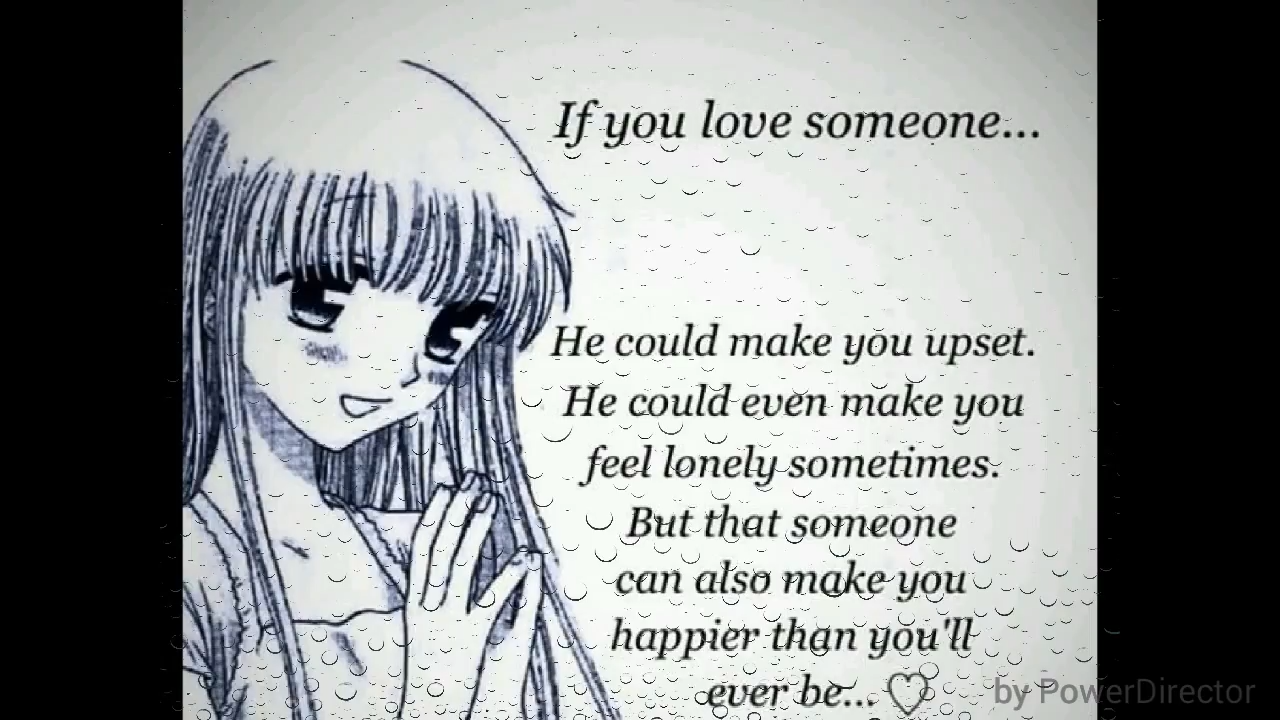 If you love someone...
He could make you upset.
He could even make you
feel lonely sometimes.
But that someone
can also make you
happier than you'll
ever be... ♡
by PowerDirector